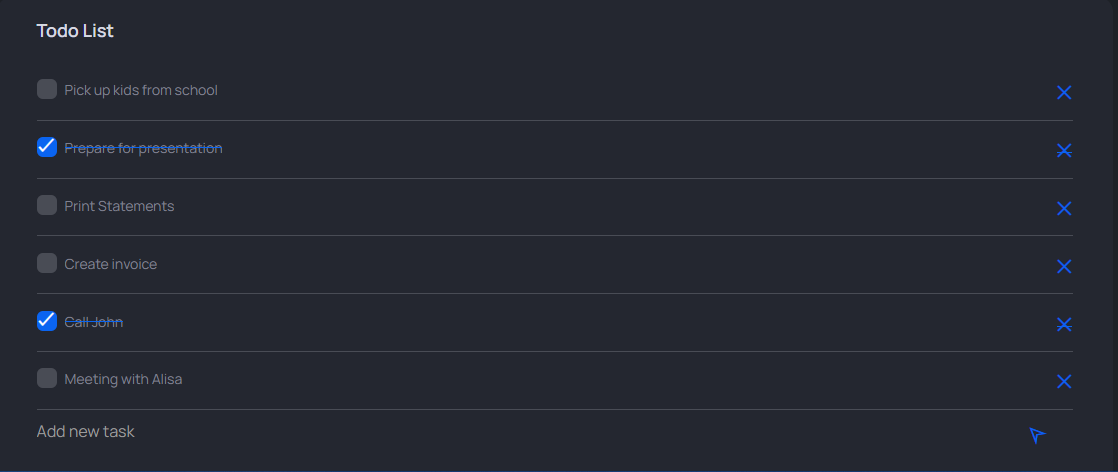 Todo List
Pick up kids from school
Prepare for presentation
Print Statements
Create invoice
Call John
Meeting with Alisa
Add new task